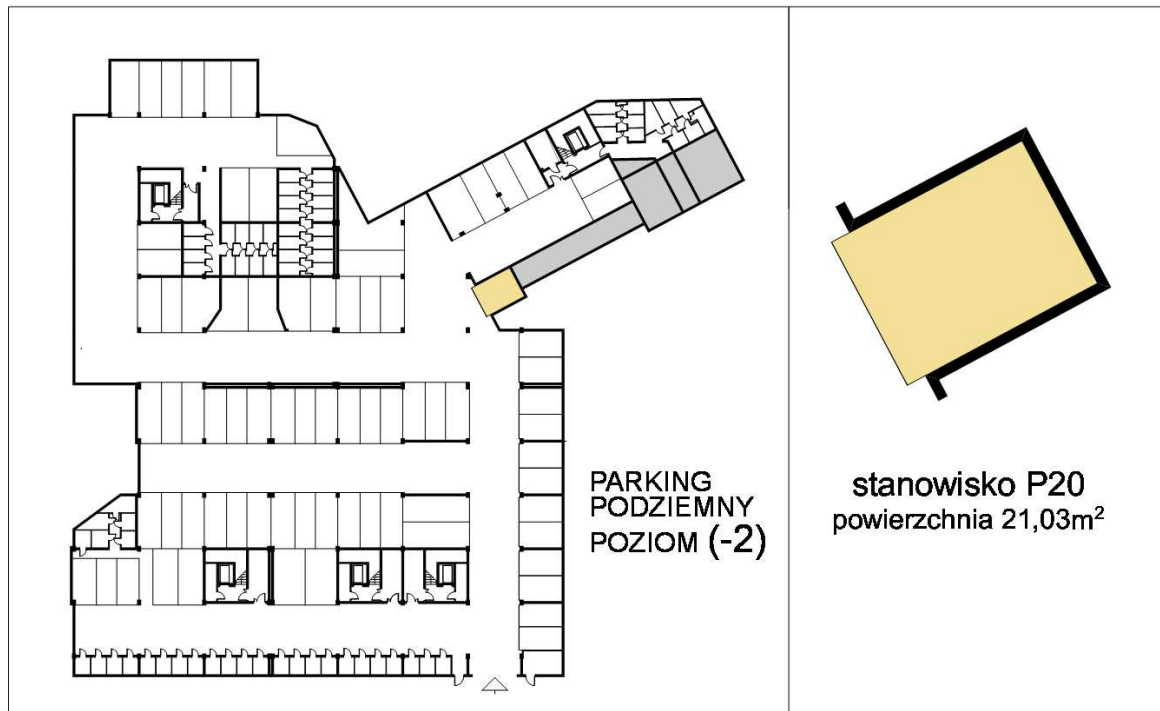 PARKING
PODZIEMNY
POZIOM (-2)
stanowisko P20
powierzchnia 21,03m²